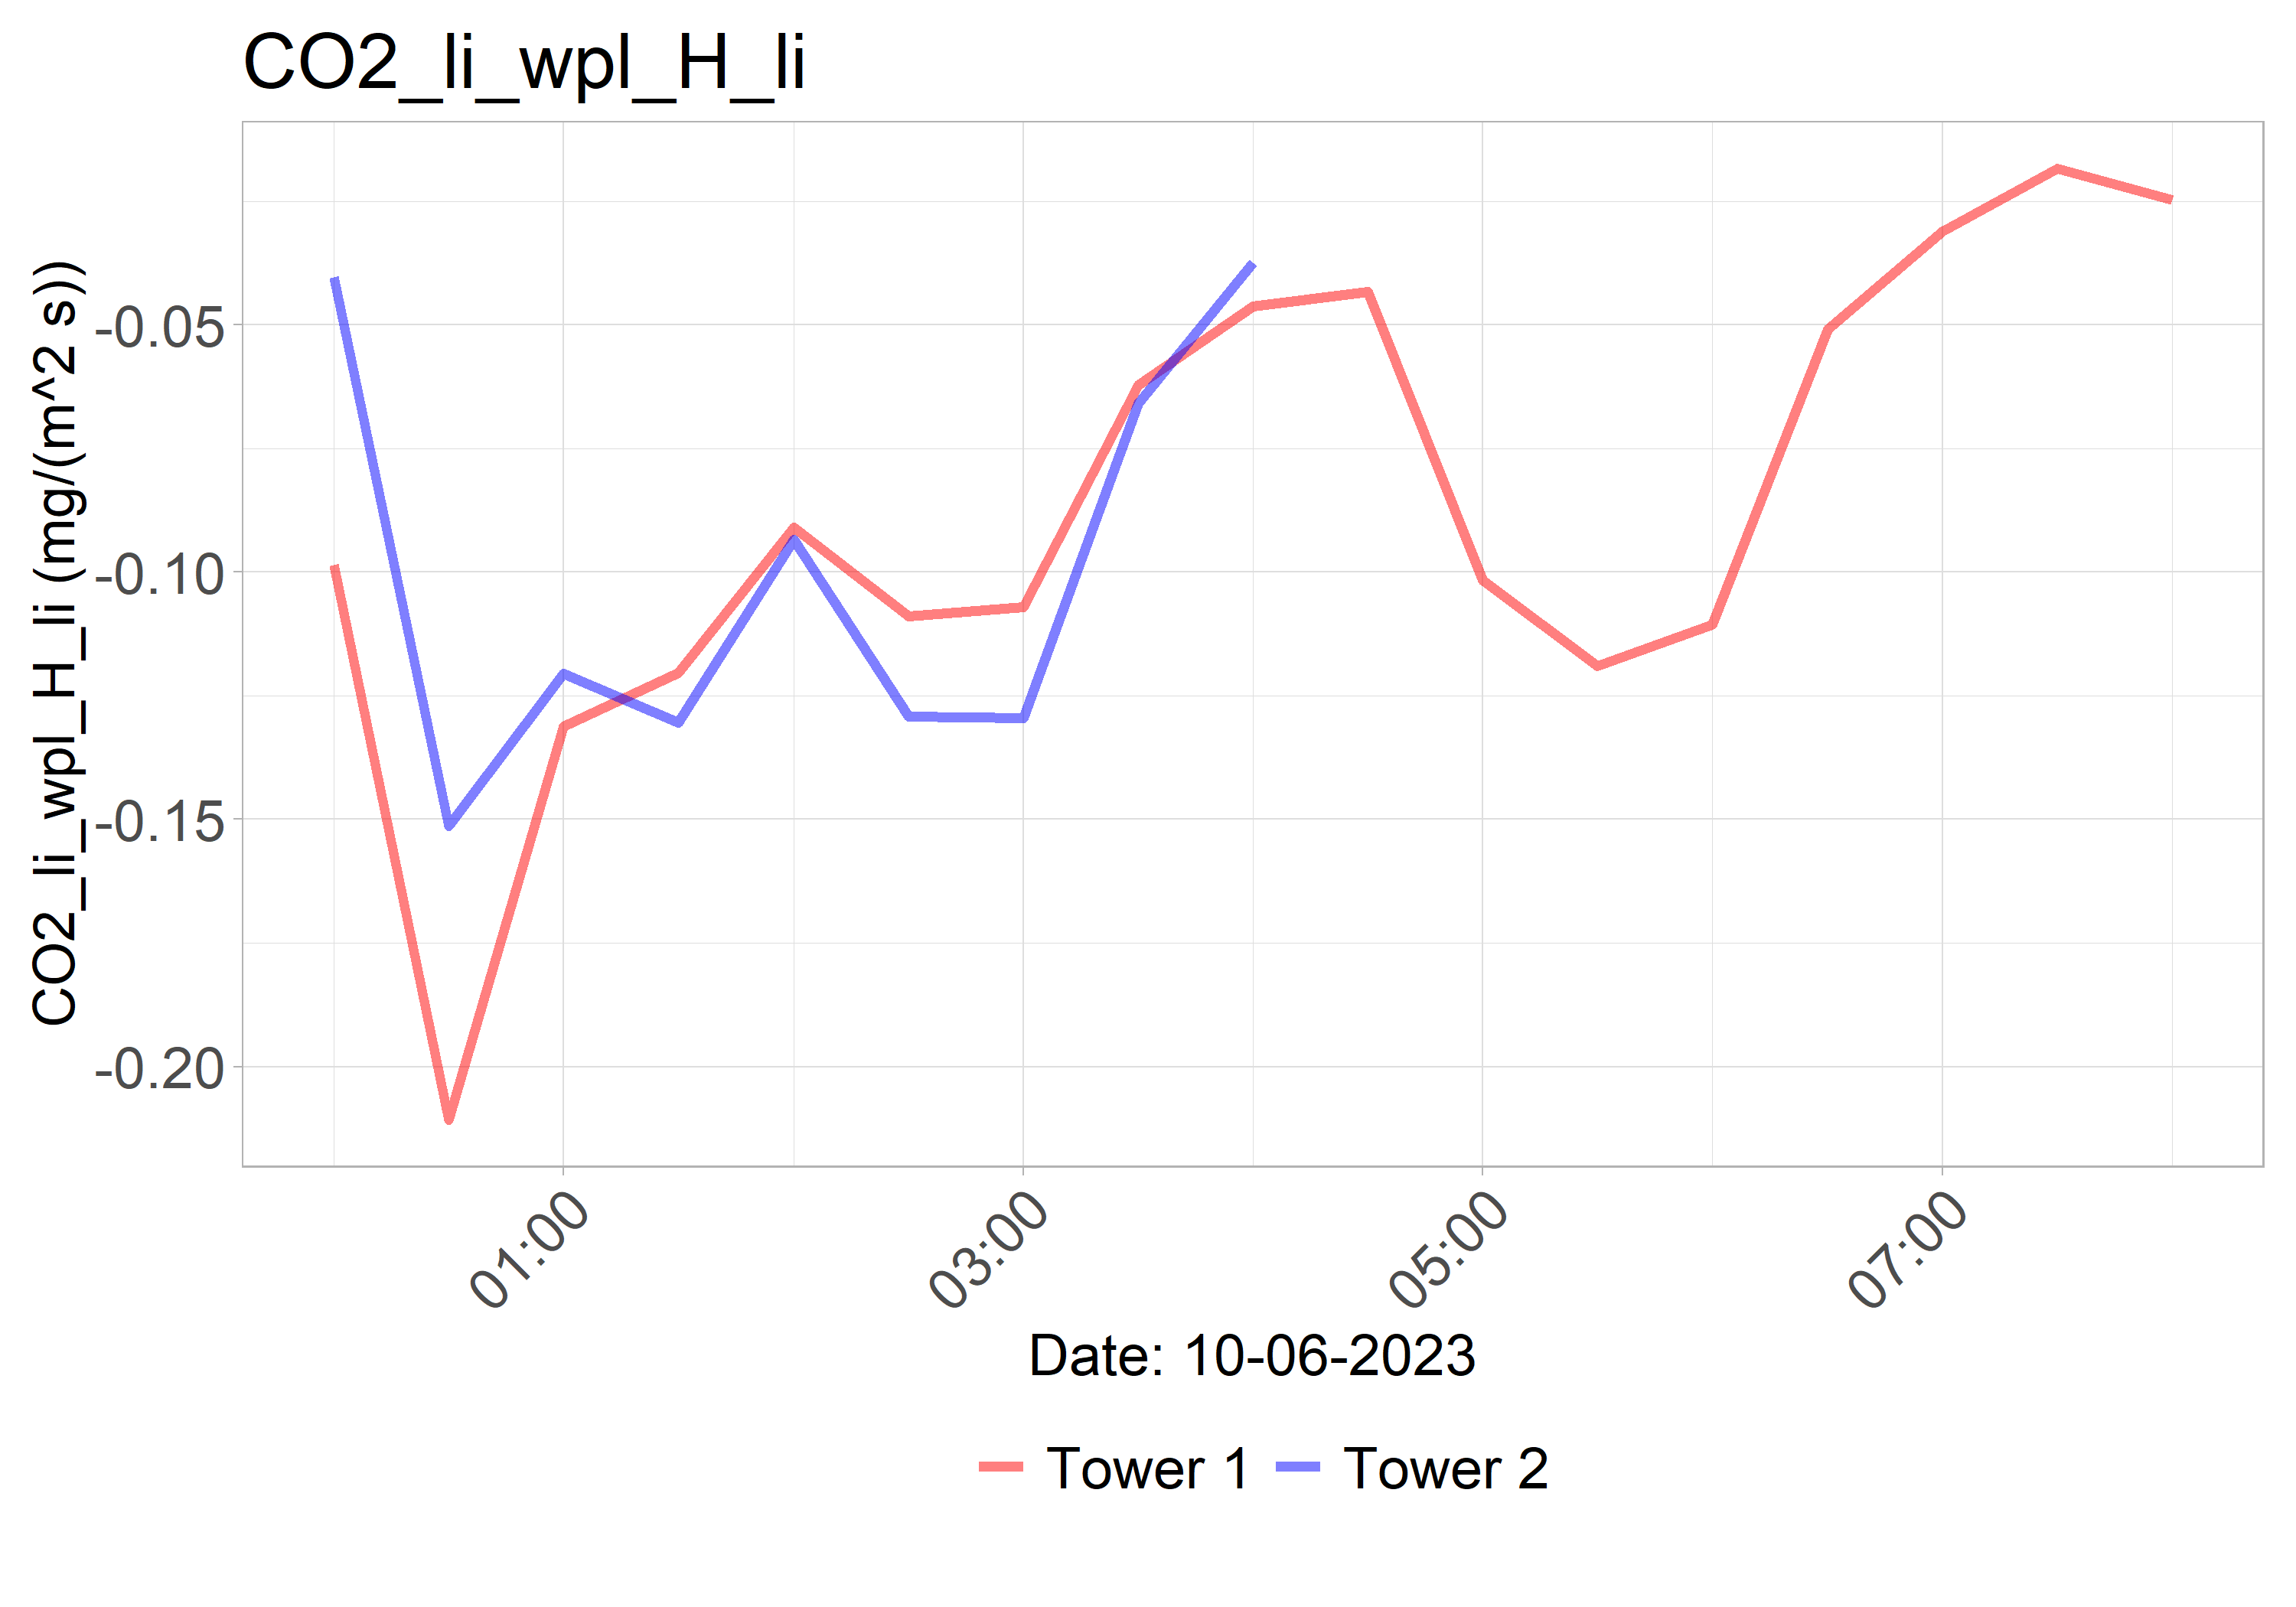 CO2_li_wpl_H_li
CO2_li_wpl_H_li (mg/(m^2 s))
-0.05
-0.10
-0.15
-0.20
01:00
03:00
05:00
07:00
Date: 10-06-2023
Tower 1
Tower 2